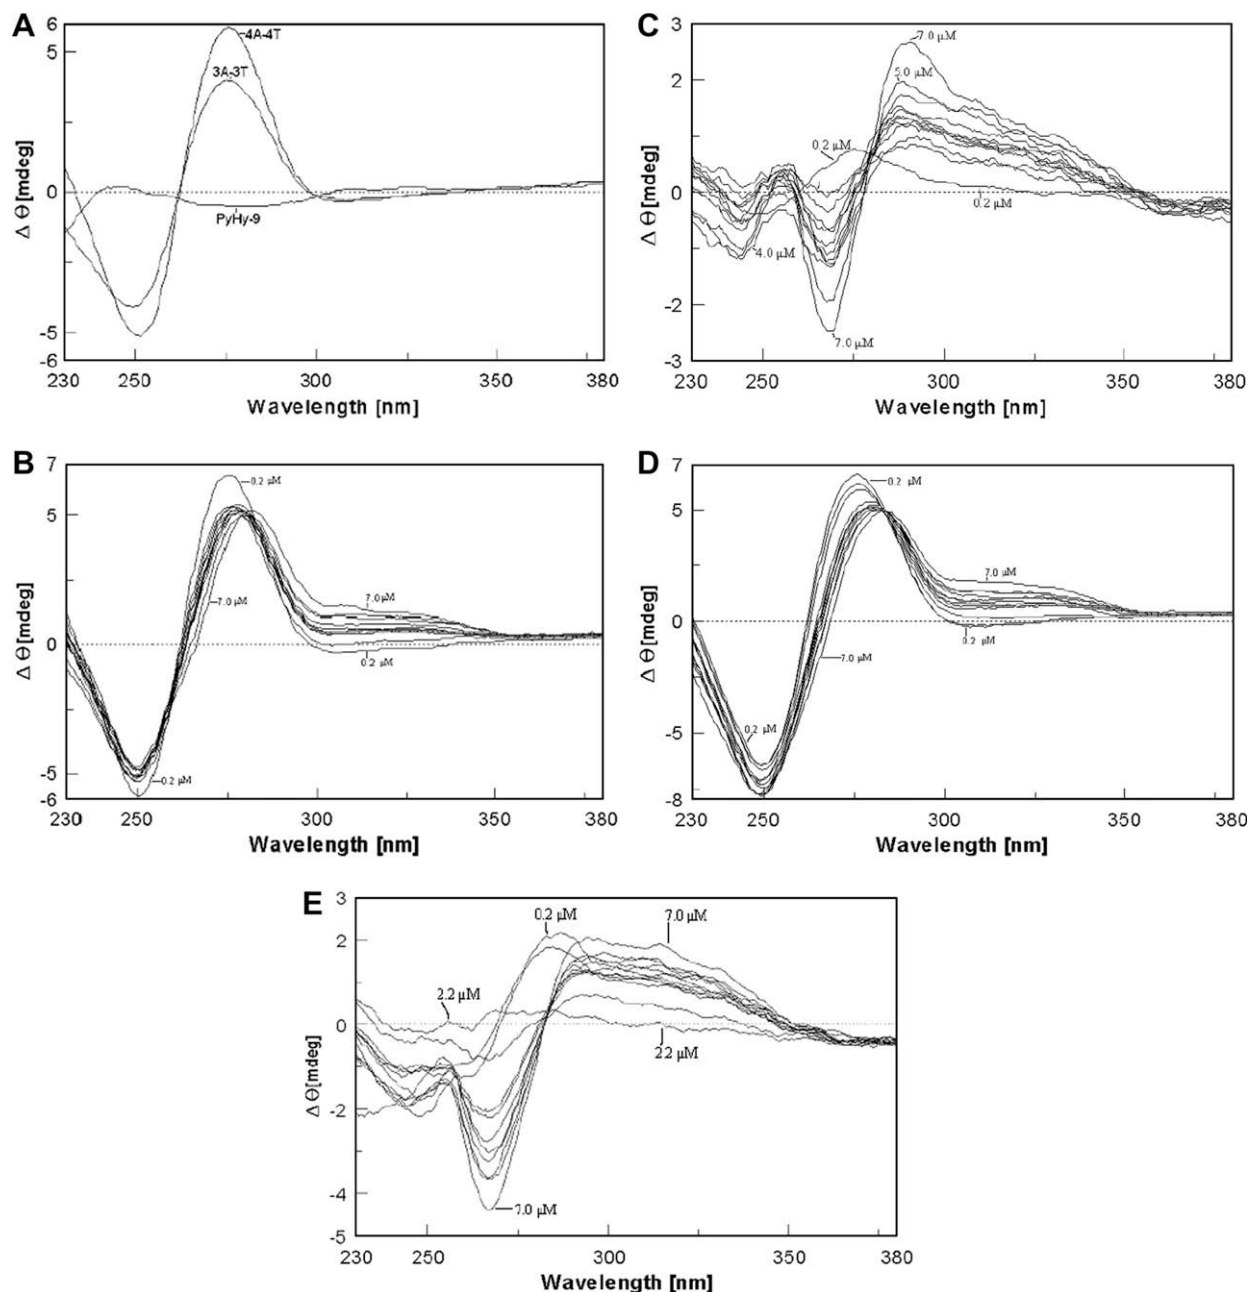 A
6
5
0
-5
-6
Δ Θ [mdeg]
4A-4T
3A-3T
PyHy-9
230
250
300
350
380
Wavelength [nm]
C
3
2
0
-2
-3
Δ Θ [mdeg]
7.0 µM
5.0 µM
0.2 µM
0.2 µM
4.0 µM
7.0 µM
230
250
300
350
380
Wavelength [nm]
B
7
5
0
-5
-6
Δ Θ [mdeg]
0.2 µM
7.0 µM
7.0 µM
0.2 µM
0.2 µM
230
250
300
350
380
Wavelength [nm]
D
7
5
0
-5
-8
Δ Θ [mdeg]
0.2 µM
7.0 µM
7.0 µM
0.2 µM
0.2 µM
230
250
300
350
380
Wavelength [nm]
E
3
2
0
-2
-4
-5
Δ Θ [mdeg]
0.2 µM
7.0 µM
2.2 µM
22 µM
7.0 µM
230
250
300
350
380
Wavelength [nm]